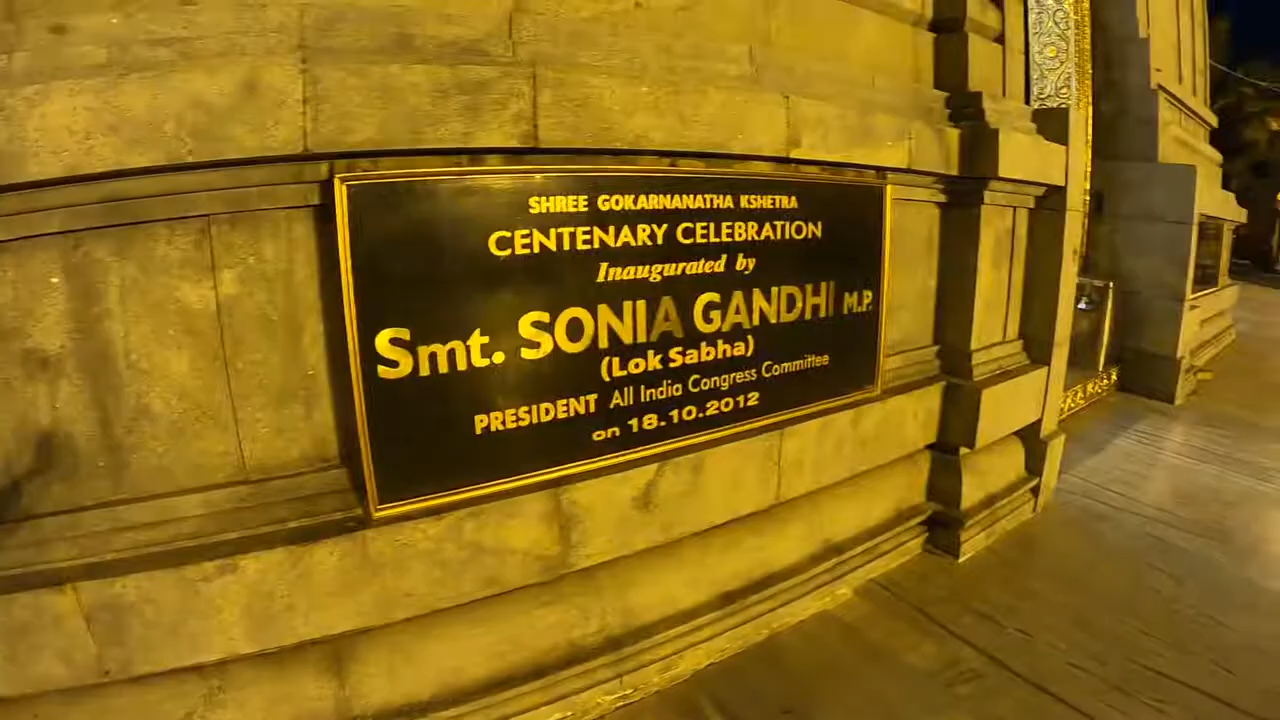 SHREE GOKARNANATHA KSHETRA
CENTENARY CELEBRATION
Inaugurated by
Smt. SONIA GANDHI M.P.
(Lok Sabha)
PRESIDENT All India Congress Committee
on 18.10.2012